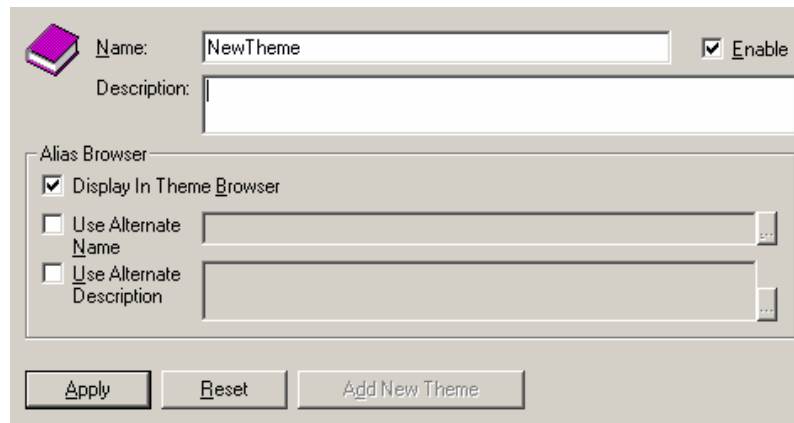 Name: NewTheme Enable
Description:
Alias Browser
Display In Theme Browser
Use Alternate
Name
...
Use Alternate
Description
...
Apply Reset Add New Theme